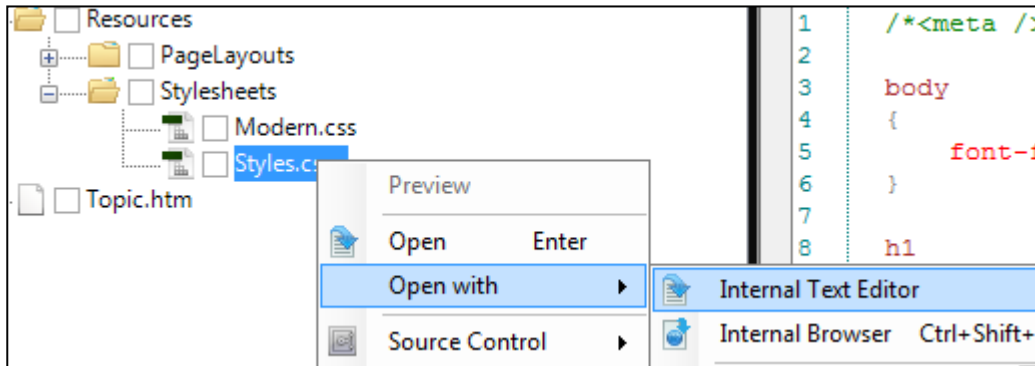 Resources
PageLayouts
Stylesheets
Modern.css
Styles.c
Topic.htm
Preview
Open Enter
Open with
Source Control
Internal Text Editor
Internal Browser Ctrl+Shift+
1 /*<meta />
2
3 body
4 {
5 font-f
6 }
7
8 h1